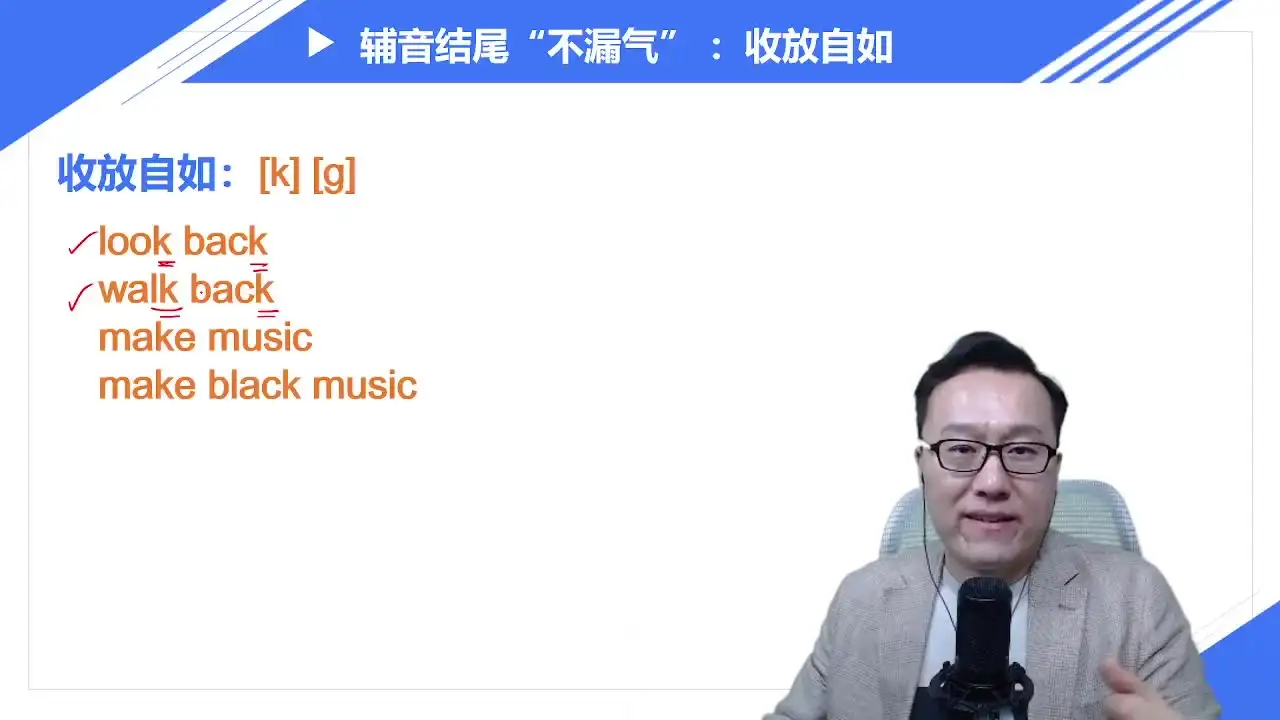 辅音结尾“不漏气”：收放自如
收放自如：[k] [g]
look back
walk back
make music
make black music